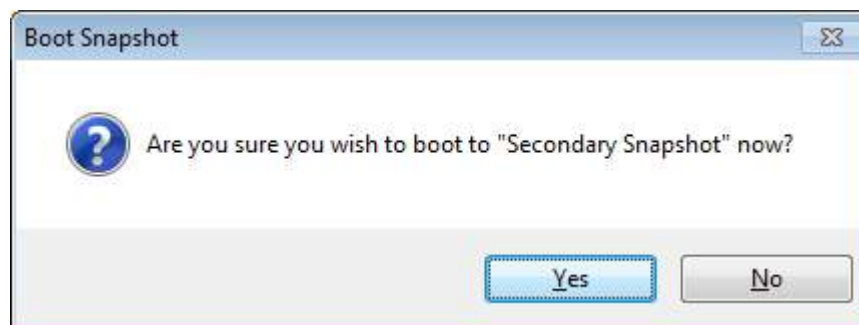 Boot Snapshot
Are you sure you wish to boot to "Secondary Snapshot" now?
Yes
No